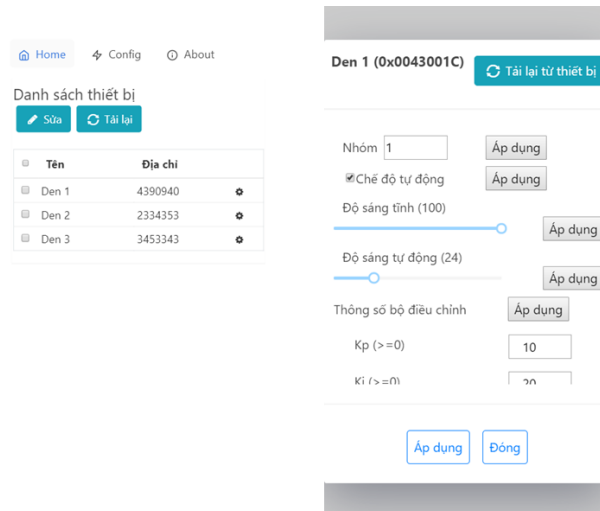 Home Config About
Danh sách thiết bị
Sửa Tải lại
Tên Địa chỉ
Den 1 4390940
Den 2 2334353
Den 3 3453343
Den 1 (0x0043001C) Tải lại từ thiết bị
Nhóm 1 Áp dụng
Chế độ tự động Áp dụng
Độ sáng tĩnh (100)
Áp dụng
Độ sáng tự động (24)
Áp dụng
Thông số bộ điều chỉnh Áp dụng
Kp (>=0) 10
Ki (>=0) 20
Áp dụng Đóng